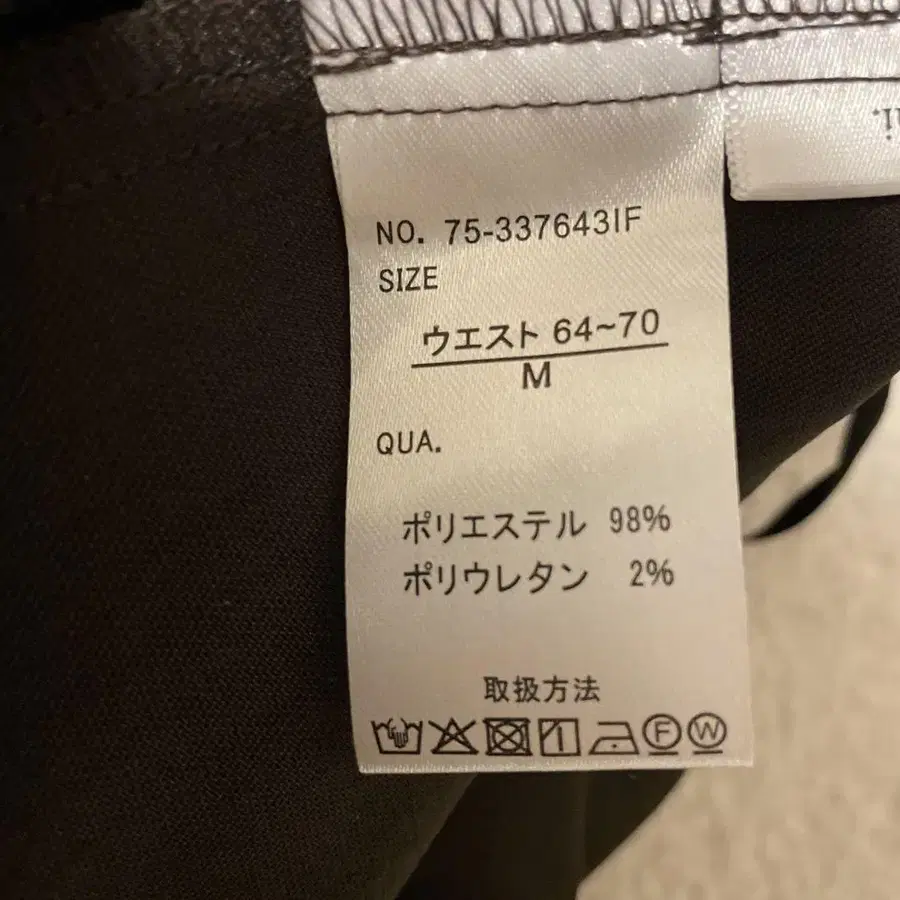 NO. 75-337643IF
SIZE
ウエスト 64~70
M
QUA.
ポリエステル 98%
ポリウレタン 2%
取扱方法
F W